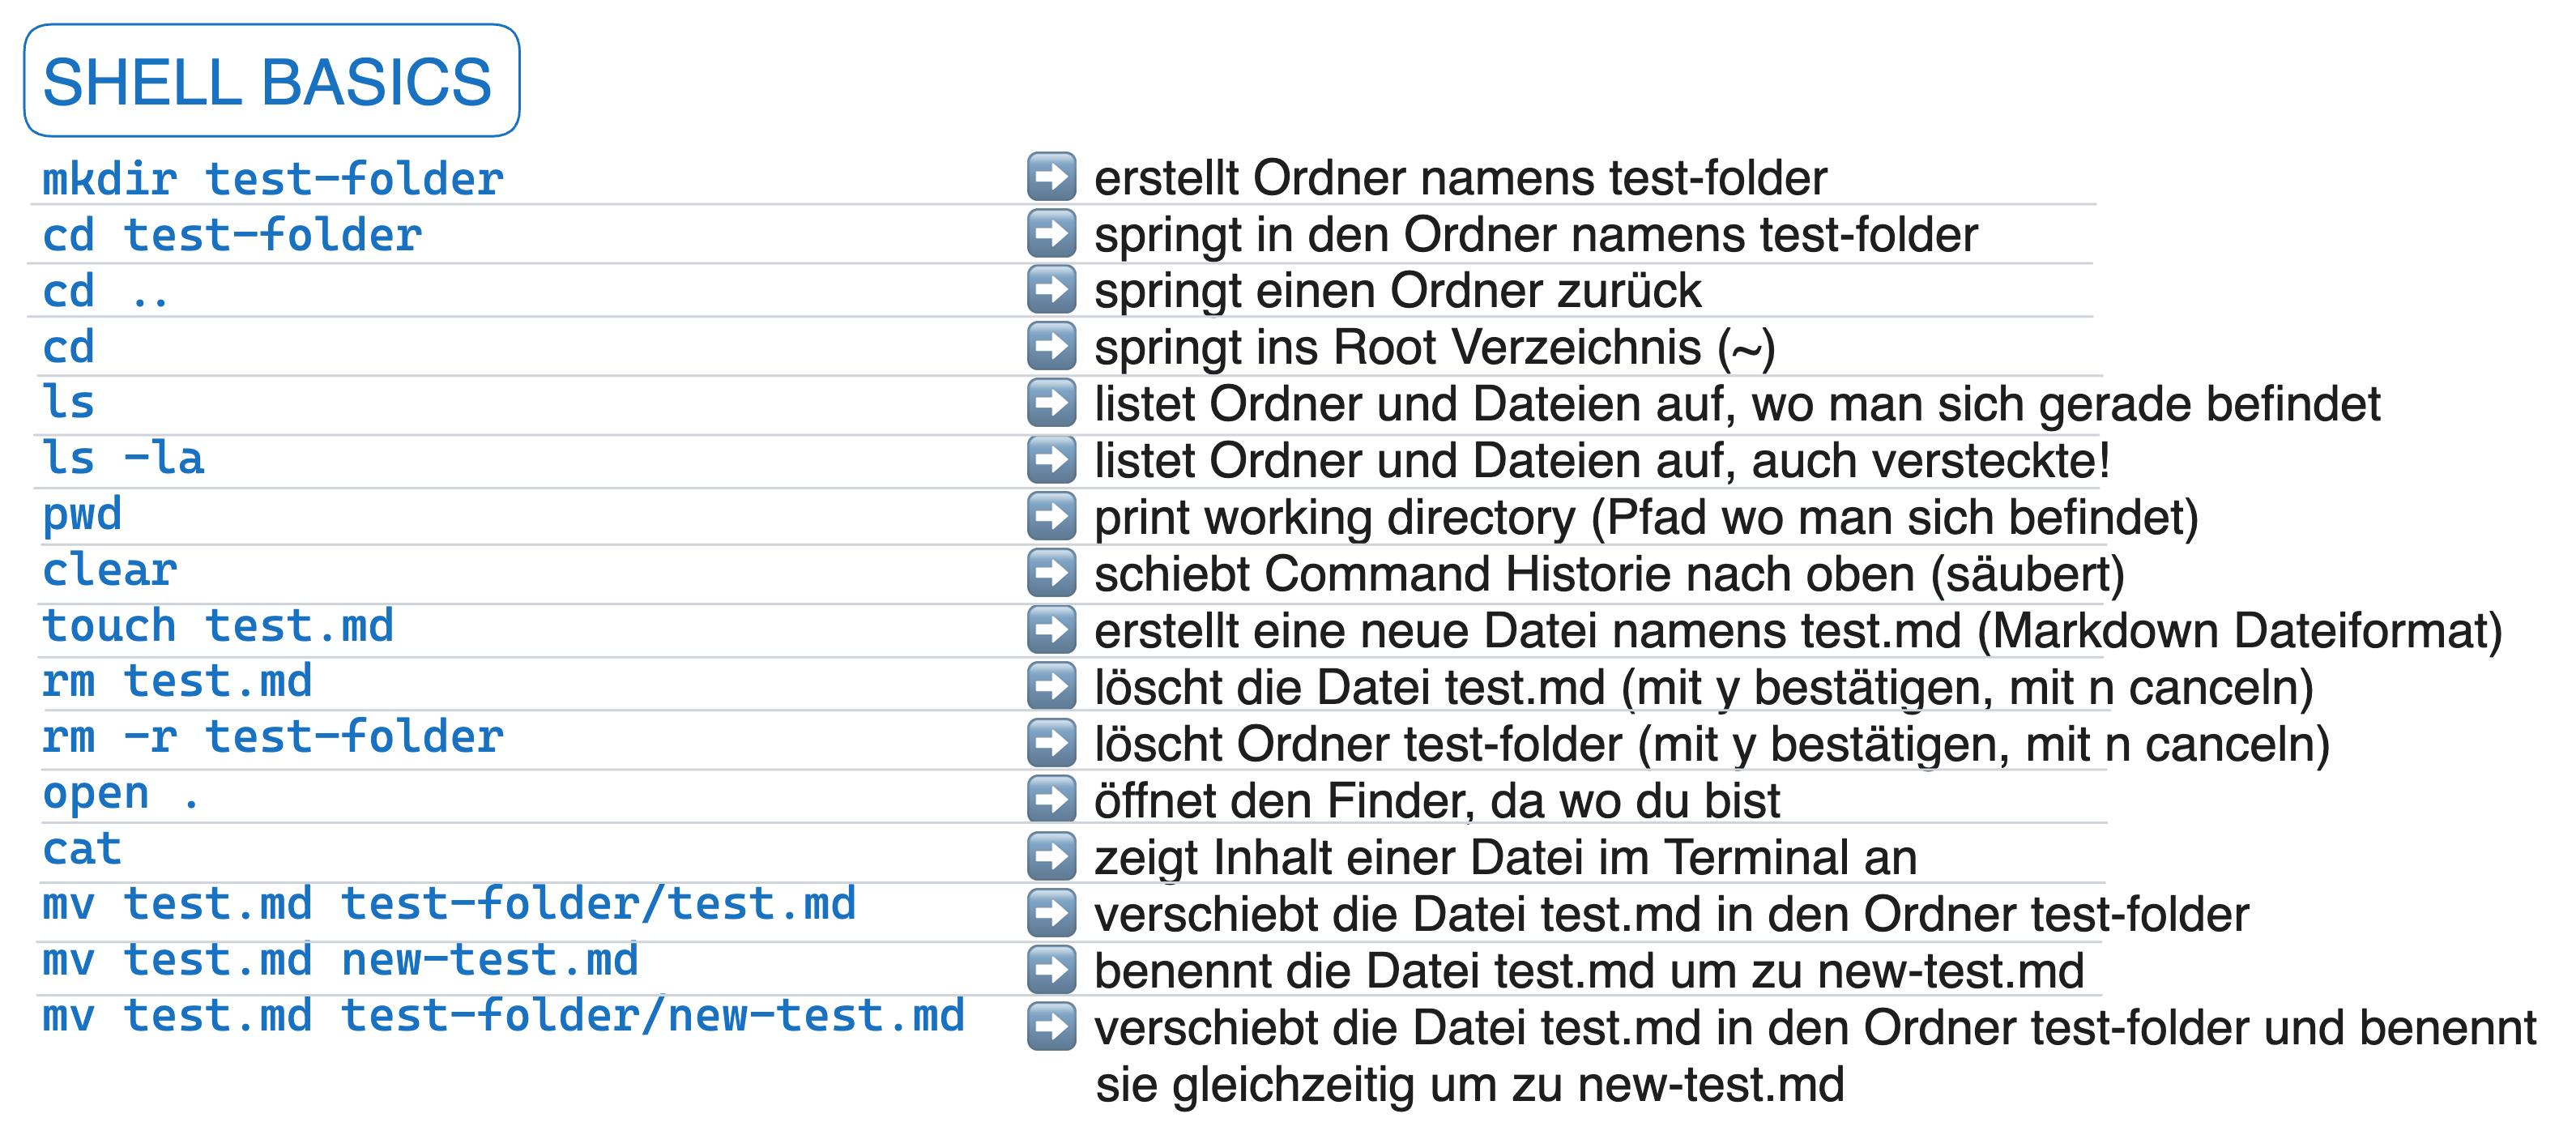 SHELL BASICS
mkdir test-folder ➡️ erstellt Ordner namens test-folder
cd test-folder ➡️ springt in den Ordner namens test-folder
cd .. ➡️ springt einen Ordner zurück
cd ➡️ springt ins Root Verzeichnis (~)
ls ➡️ listet Ordner und Dateien auf, wo man sich gerade befindet
ls -la ➡️ listet Ordner und Dateien auf, auch versteckte!
pwd ➡️ print working directory (Pfad wo man sich befindet)
clear ➡️ schiebt Command Historie nach oben (säubert)
touch test.md ➡️ erstellt eine neue Datei namens test.md (Markdown Dateiformat)
rm test.md ➡️ löscht die Datei test.md (mit y bestätigen, mit n canceln)
rm -r test-folder ➡️ löscht Ordner test-folder (mit y bestätigen, mit n canceln)
open . ➡️ öffnet den Finder, da wo du bist
cat ➡️ zeigt Inhalt einer Datei im Terminal an
mv test.md test-folder/test.md ➡️ verschiebt die Datei test.md in den Ordner test-folder
mv test.md new-test.md ➡️ benennt die Datei test.md um zu new-test.md
mv test.md test-folder/new-test.md ➡️ verschiebt die Datei test.md in den Ordner test-folder und benennt
sie gleichzeitig um zu new-test.md